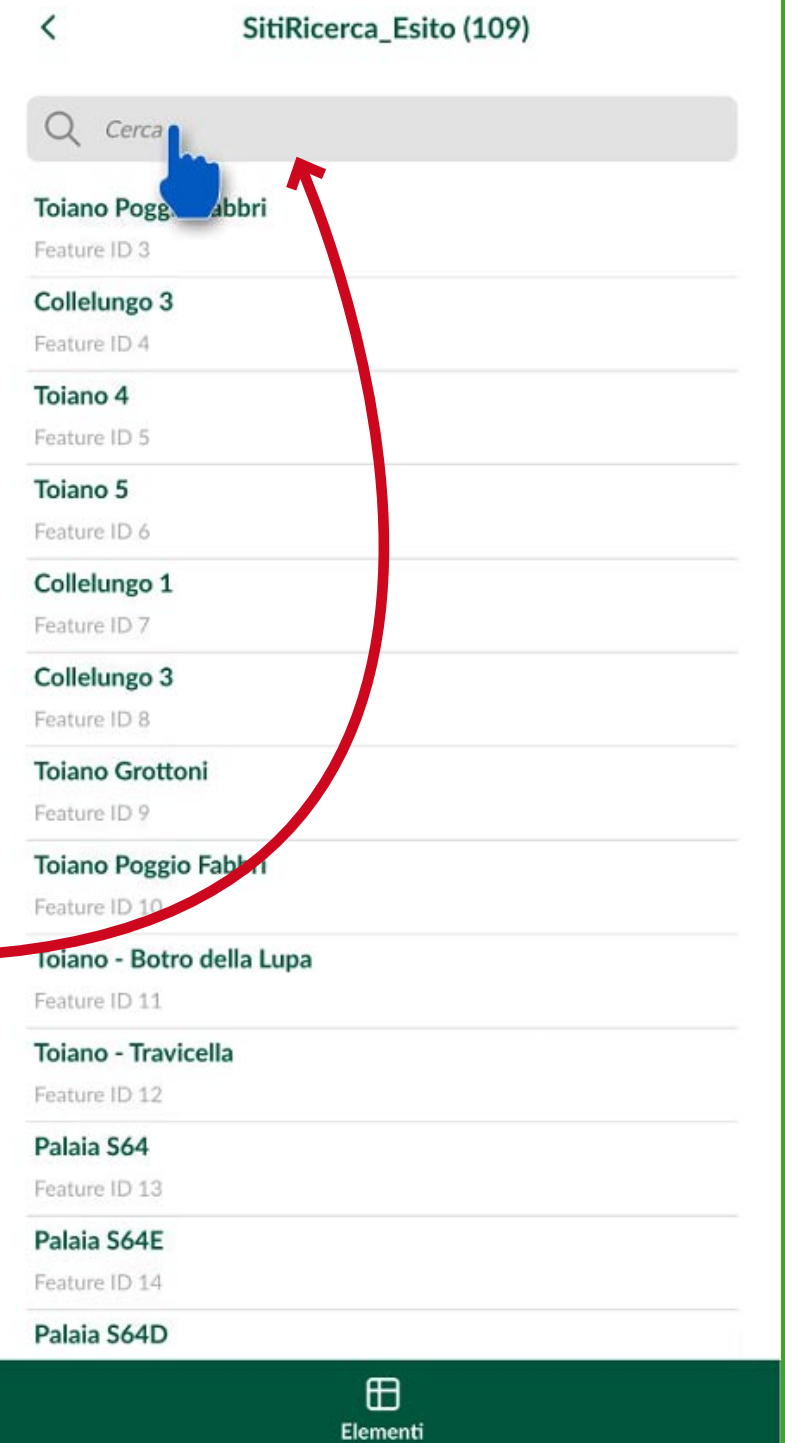 SitiRicerca_Esito (109)
Cerca
Toiano Poggio Fabbri
Feature ID 3
Collelungo 3
Feature ID 4
Toiano 4
Feature ID 5
Toiano 5
Feature ID 6
Collelungo 1
Feature ID 7
Collelungo 3
Feature ID 8
Toiano Grottoni
Feature ID 9
Toiano Poggio Fabbri
Feature ID 10
Toiano - Botro della Lupa
Feature ID 11
Toiano - Travicella
Feature ID 12
Palaia S64
Feature ID 13
Palaia S64E
Feature ID 14
Palaia S64D
Elementi